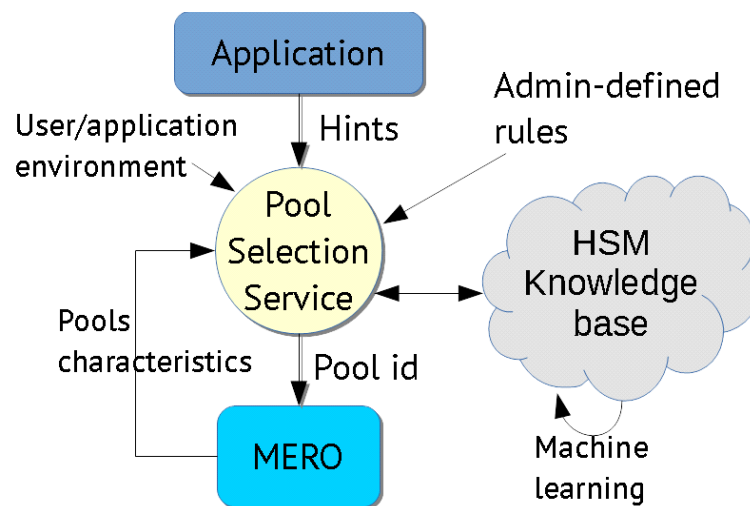 Application
Hints
Admin-defined
rules
User/application
environment
Pool
Selection
Service
HSM
Knowledge
base
Pools
characteristics
Pool id
MERO
Machine
learning